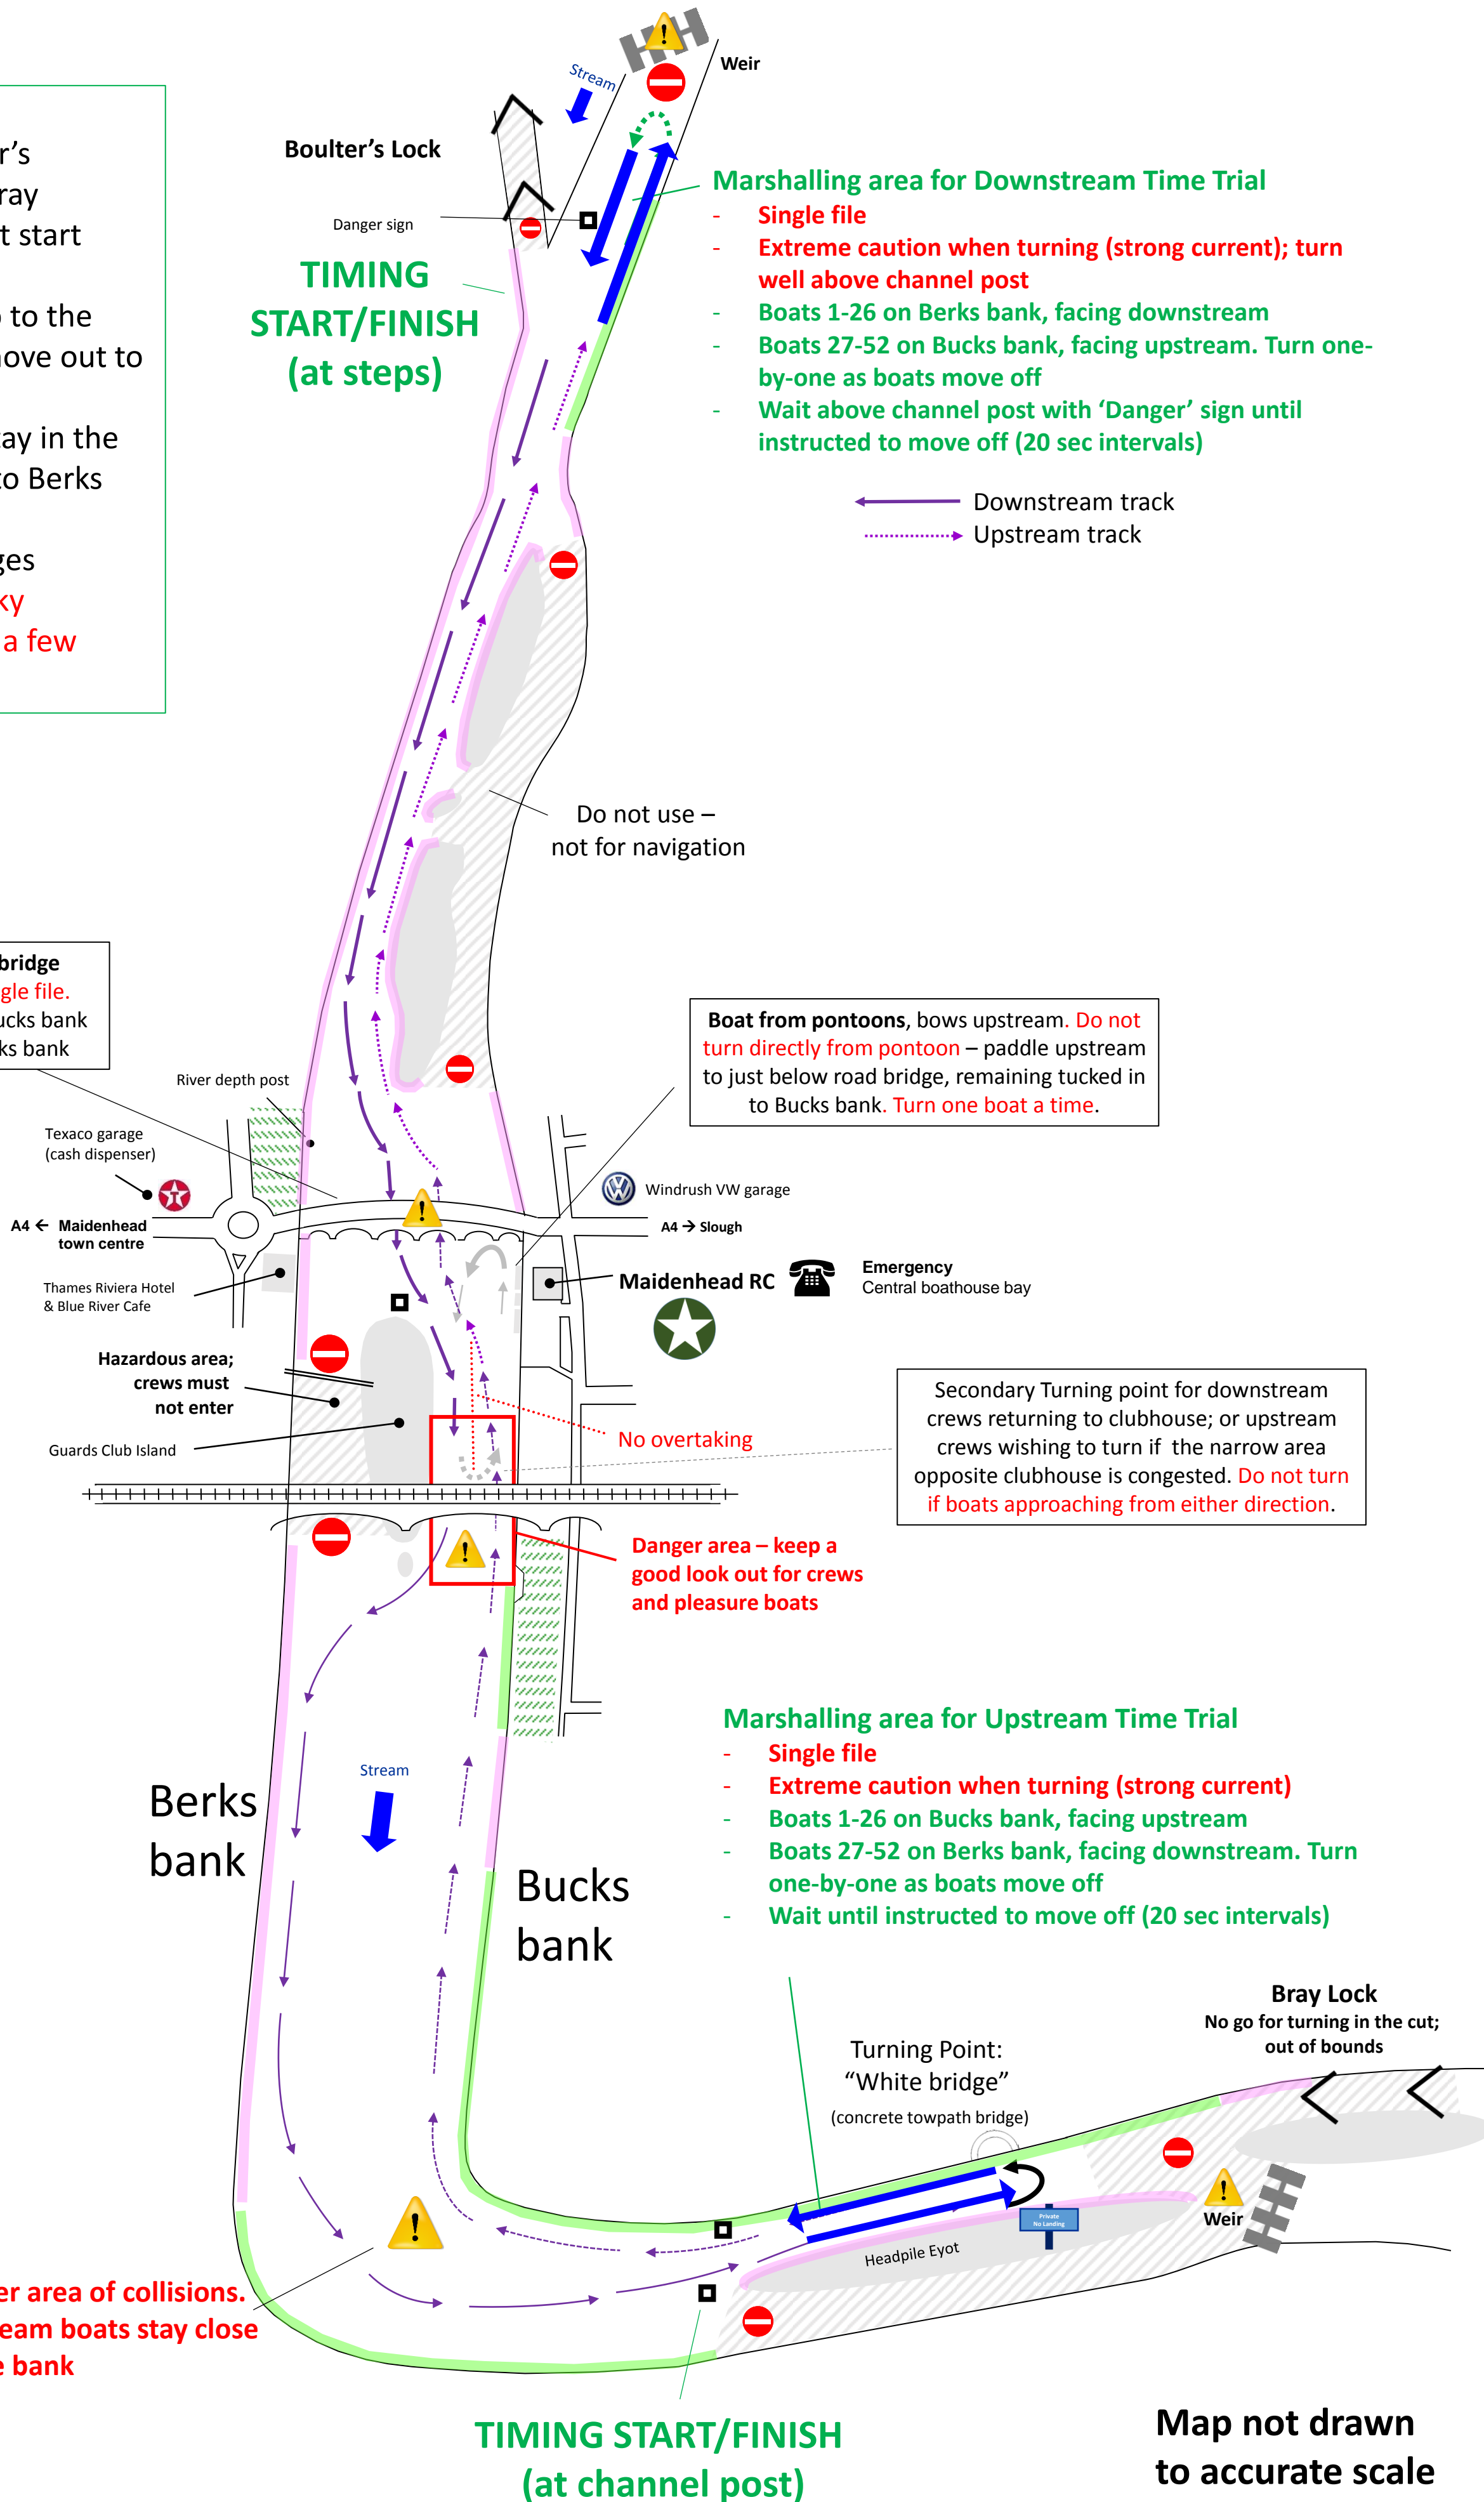 Weir
Stream
Boulter’s Lock
Danger sign
TIMING
START/FINISH
(at steps)
Marshalling area for Downstream Time Trial
- Single file
- Extreme caution when turning (strong current); turn
well above channel post
- Boats 1-26 on Berks bank, facing downstream
- Boats 27-52 on Bucks bank, facing upstream. Turn one-
by-one as boats move off
- Wait above channel post with ‘Danger’ sign until
instructed to move off (20 sec intervals)
r’s
ray
t start
o to the
nove out to
tay in the
to Berks
ges
ky
a few
Downstream track
Upstream track
Do not use –
not for navigation
bridge
gle file.
ucks bank
ks bank
River depth post
Texaco garage
(cash dispenser)
A4 ← Maidenhead
town centre
Thames Riviera Hotel
& Blue River Cafe
Boat from pontoons, bows upstream. Do not
turn directly from pontoon – paddle upstream
to just below road bridge, remaining tucked in
to Bucks bank. Turn one boat a time.
Windrush VW garage
A4 → Slough
Maidenhead RC
Emergency
Central boathouse bay
Hazardous area;
crews must
not enter
Guards Club Island
No overtaking
Secondary Turning point for downstream
crews returning to clubhouse; or upstream
crews wishing to turn if the narrow area
opposite clubhouse is congested. Do not turn
if boats approaching from either direction.
Danger area – keep a
good look out for crews
and pleasure boats
Stream
Berks
bank
Bucks
bank
Marshalling area for Upstream Time Trial
- Single file
- Extreme caution when turning (strong current)
- Boats 1-26 on Bucks bank, facing upstream
- Boats 27-52 on Berks bank, facing downstream. Turn
one-by-one as boats move off
- Wait until instructed to move off (20 sec intervals)
Bray Lock
No go for turning in the cut;
out of bounds
Turning Point:
“White bridge”
(concrete towpath bridge)
Private
No Landing
Weir
Headpile Eyot
er area of collisions.
eam boats stay close
e bank
TIMING START/FINISH
(at channel post)
Map not drawn
to accurate scale